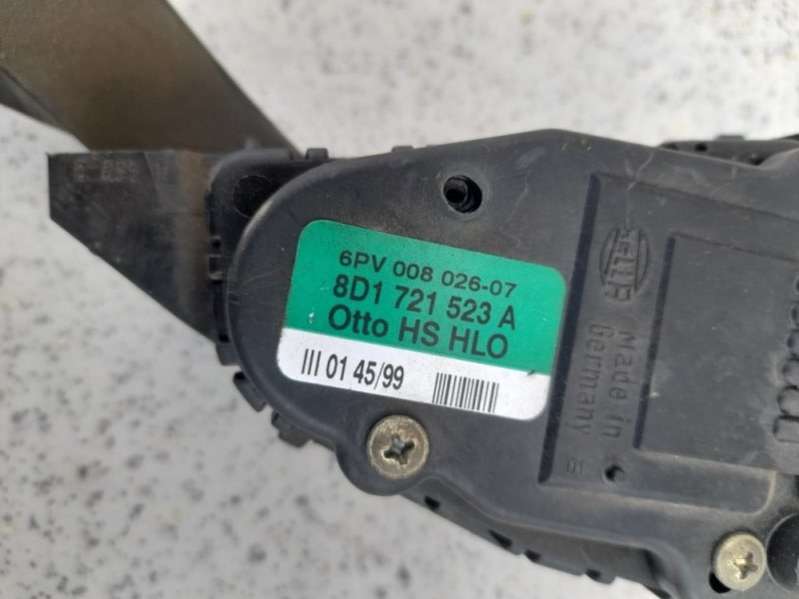 6PV 008 026-07
8D1 721 523 A
Otto HS HLO
III 01 45/99
HELLA
Made in
Germany